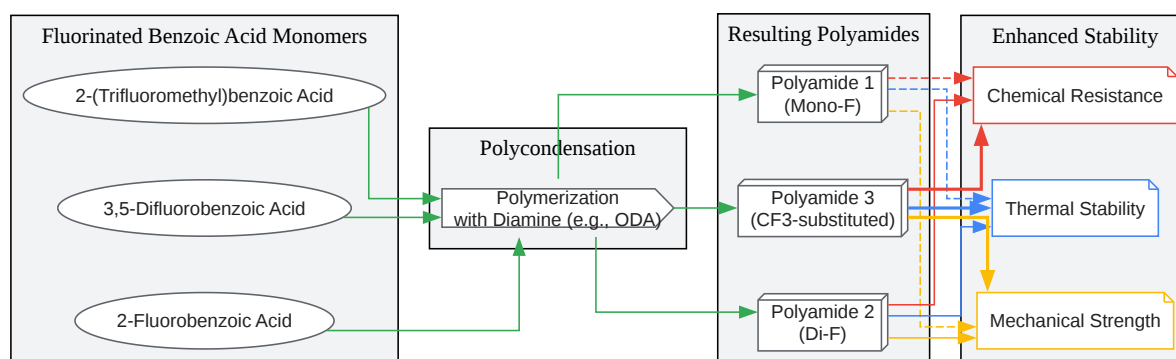 Fluorinated Benzoic Acid Monomers
2-(Trifluoromethyl)benzoic Acid
3,5-Difluorobenzoic Acid
2-Fluorobenzoic Acid
Polycondensation
Polymerization
with Diamine (e.g., ODA)
Resulting Polyamides
Polyamide 1
(Mono-F)
Polyamide 3
(CF3-substituted)
Polyamide 2
(Di-F)
Enhanced Stability
Chemical Resistance
Thermal Stability
Mechanical Strength